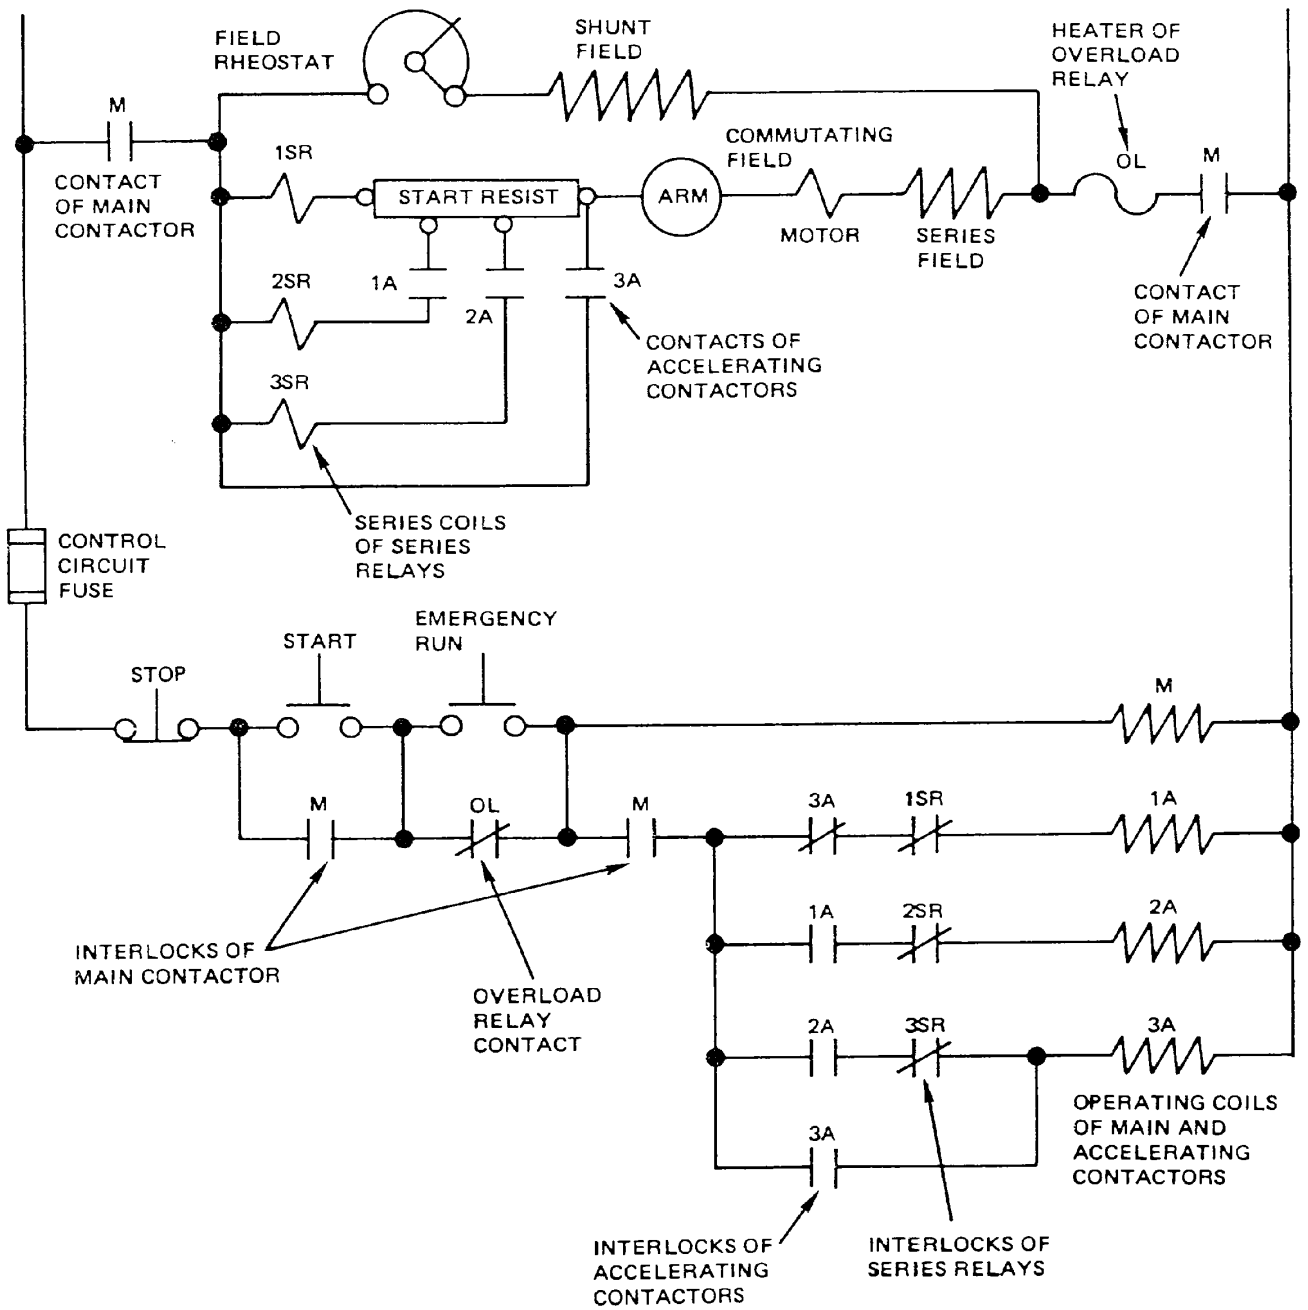 FIELD
RHEOSTAT
SHUNT
FIELD
HEATER OF
OVERLOAD
RELAY
M
CONTACT
OF MAIN
CONTACTOR
1SR
START RESIST
ARM
COMMUTATING
FIELD
MOTOR
SERIES
FIELD
OL
M
CONTACT
OF MAIN
CONTACTOR
2SR
1A
2A
3A
CONTACTS OF
ACCELERATING
CONTACTORS
3SR
SERIES COILS
OF SERIES
RELAYS
CONTROL
CIRCUIT
FUSE
STOP
START
EMERGENCY
RUN
M
M
OL
M
3A
1SR
1A
INTERLOCKS OF
MAIN CONTACTOR
OVERLOAD
RELAY
CONTACT
1A
2SR
2A
2A
3SR
3A
3A
OPERATING COILS
OF MAIN AND
ACCELERATING
CONTACTORS
INTERLOCKS OF
ACCELERATING
CONTACTORS
INTERLOCKS OF
SERIES RELAYS